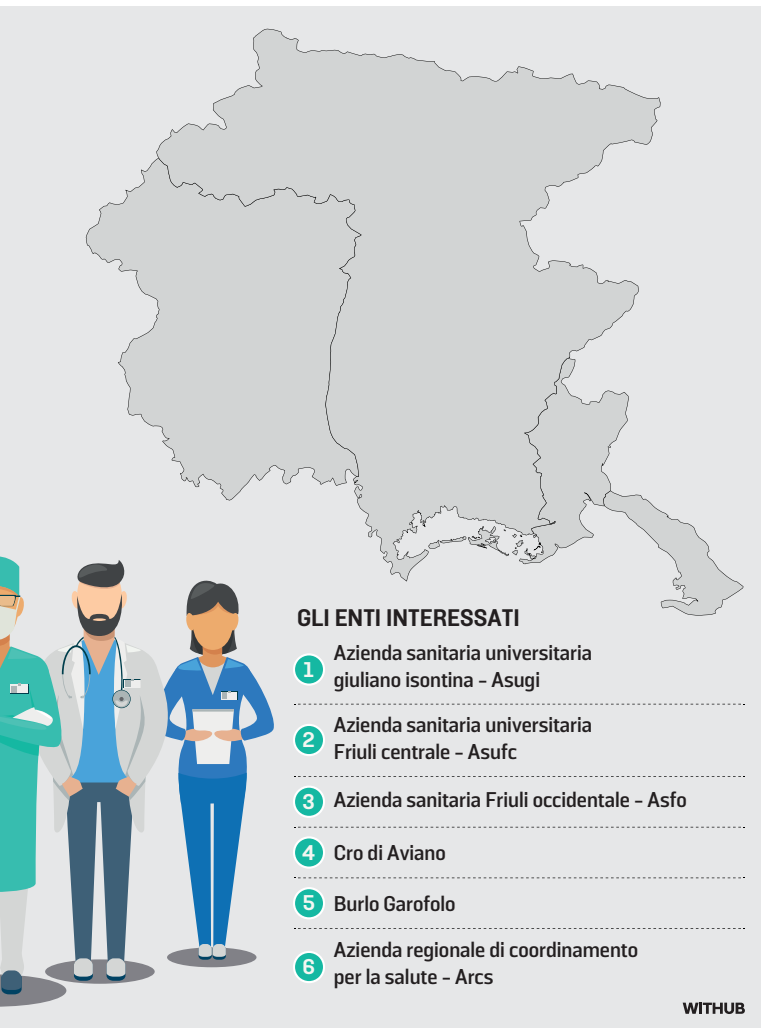 GLI ENTI INTERESSATI
1 Azienda sanitaria universitaria
giuliano isontina – Asugi
2 Azienda sanitaria universitaria
Friuli centrale – Asufc
3 Azienda sanitaria Friuli occidentale – Asfo
4 Cro di Aviano
5 Burlo Garofolo
6 Azienda regionale di coordinamento
per la salute – Arcs
WITHUB